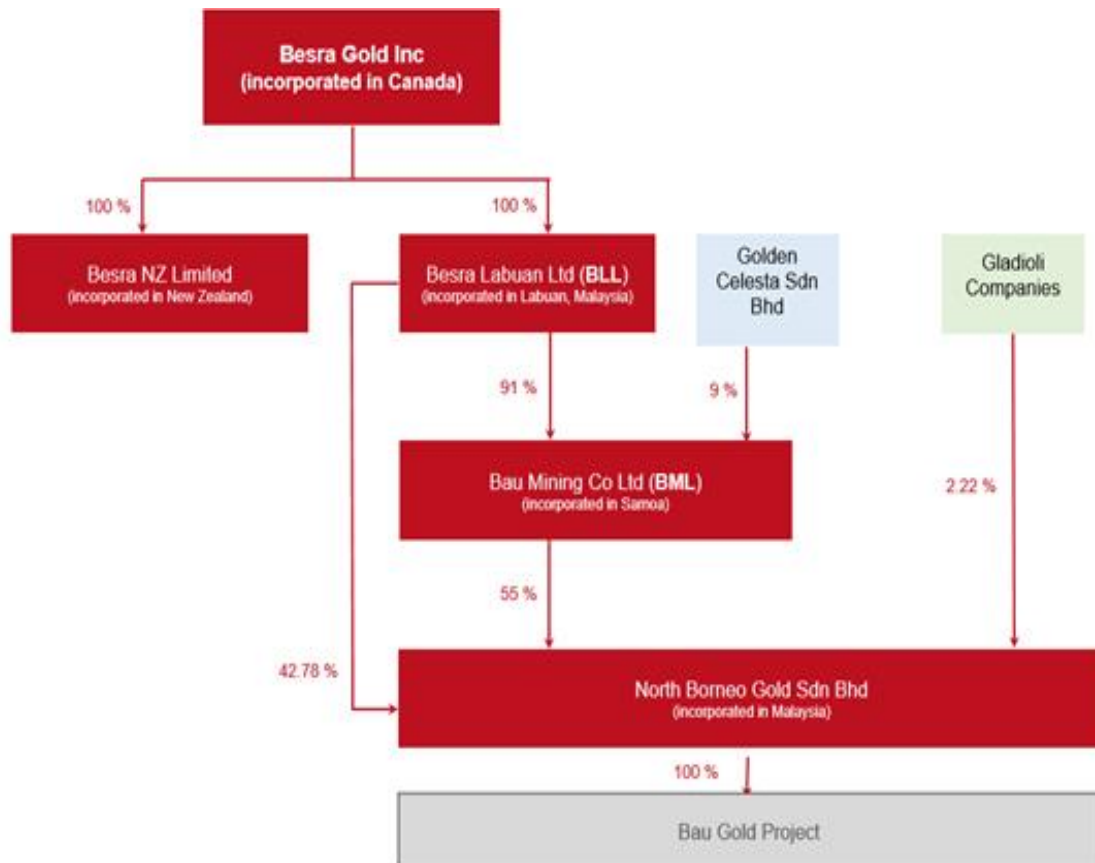 Besra Gold Inc
(incorporated in Canada)
100 %
100 %
Besra NZ Limited
(incorporated in New Zealand)
Besra Labuan Ltd (BLL)
(incorporated in Labuan, Malaysia)
Golden
Celesta Sdn
Bhd
Gladioli
Companies
91 %
9 %
Bau Mining Co Ltd (BML)
(incorporated in Samoa)
2.22 %
55 %
42.78 %
North Borneo Gold Sdn Bhd
(incorporated in Malaysia)
100 %
Bau Gold Project